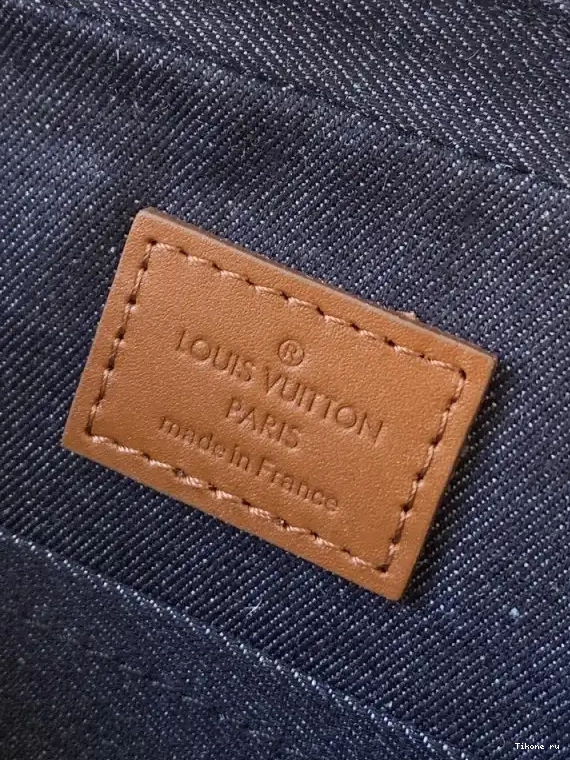 ®
LOUIS VUITTON
PARIS
made in France
Tikone ru